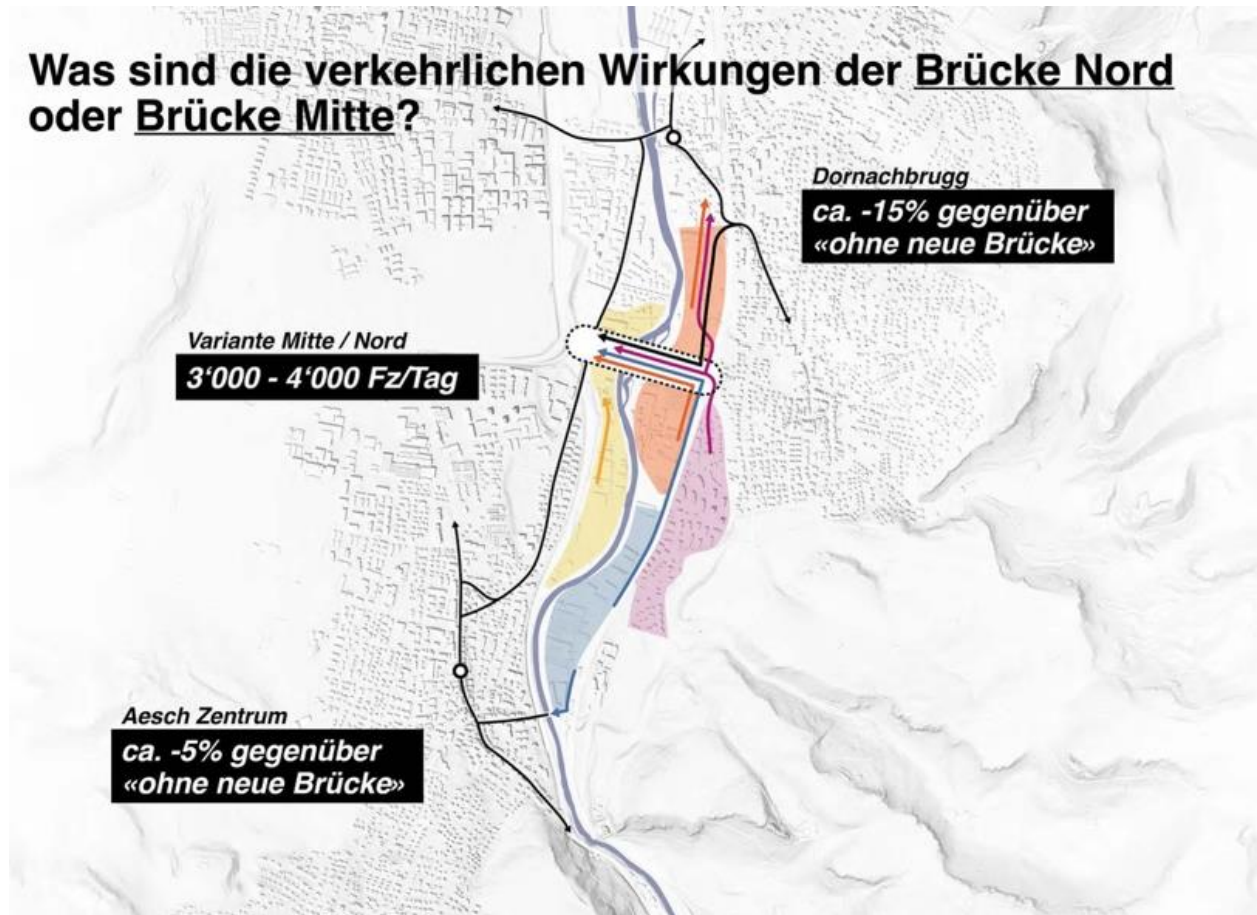 Was sind die verkehrlichen Wirkungen der Brücke Nord
oder Brücke Mitte?
Dornachbrugg
ca. -15% gegenüber
«ohne neue Brücke»
Variante Mitte / Nord
3‘000 - 4‘000 Fz/Tag
Aesch Zentrum
ca. -5% gegenüber
«ohne neue Brücke»